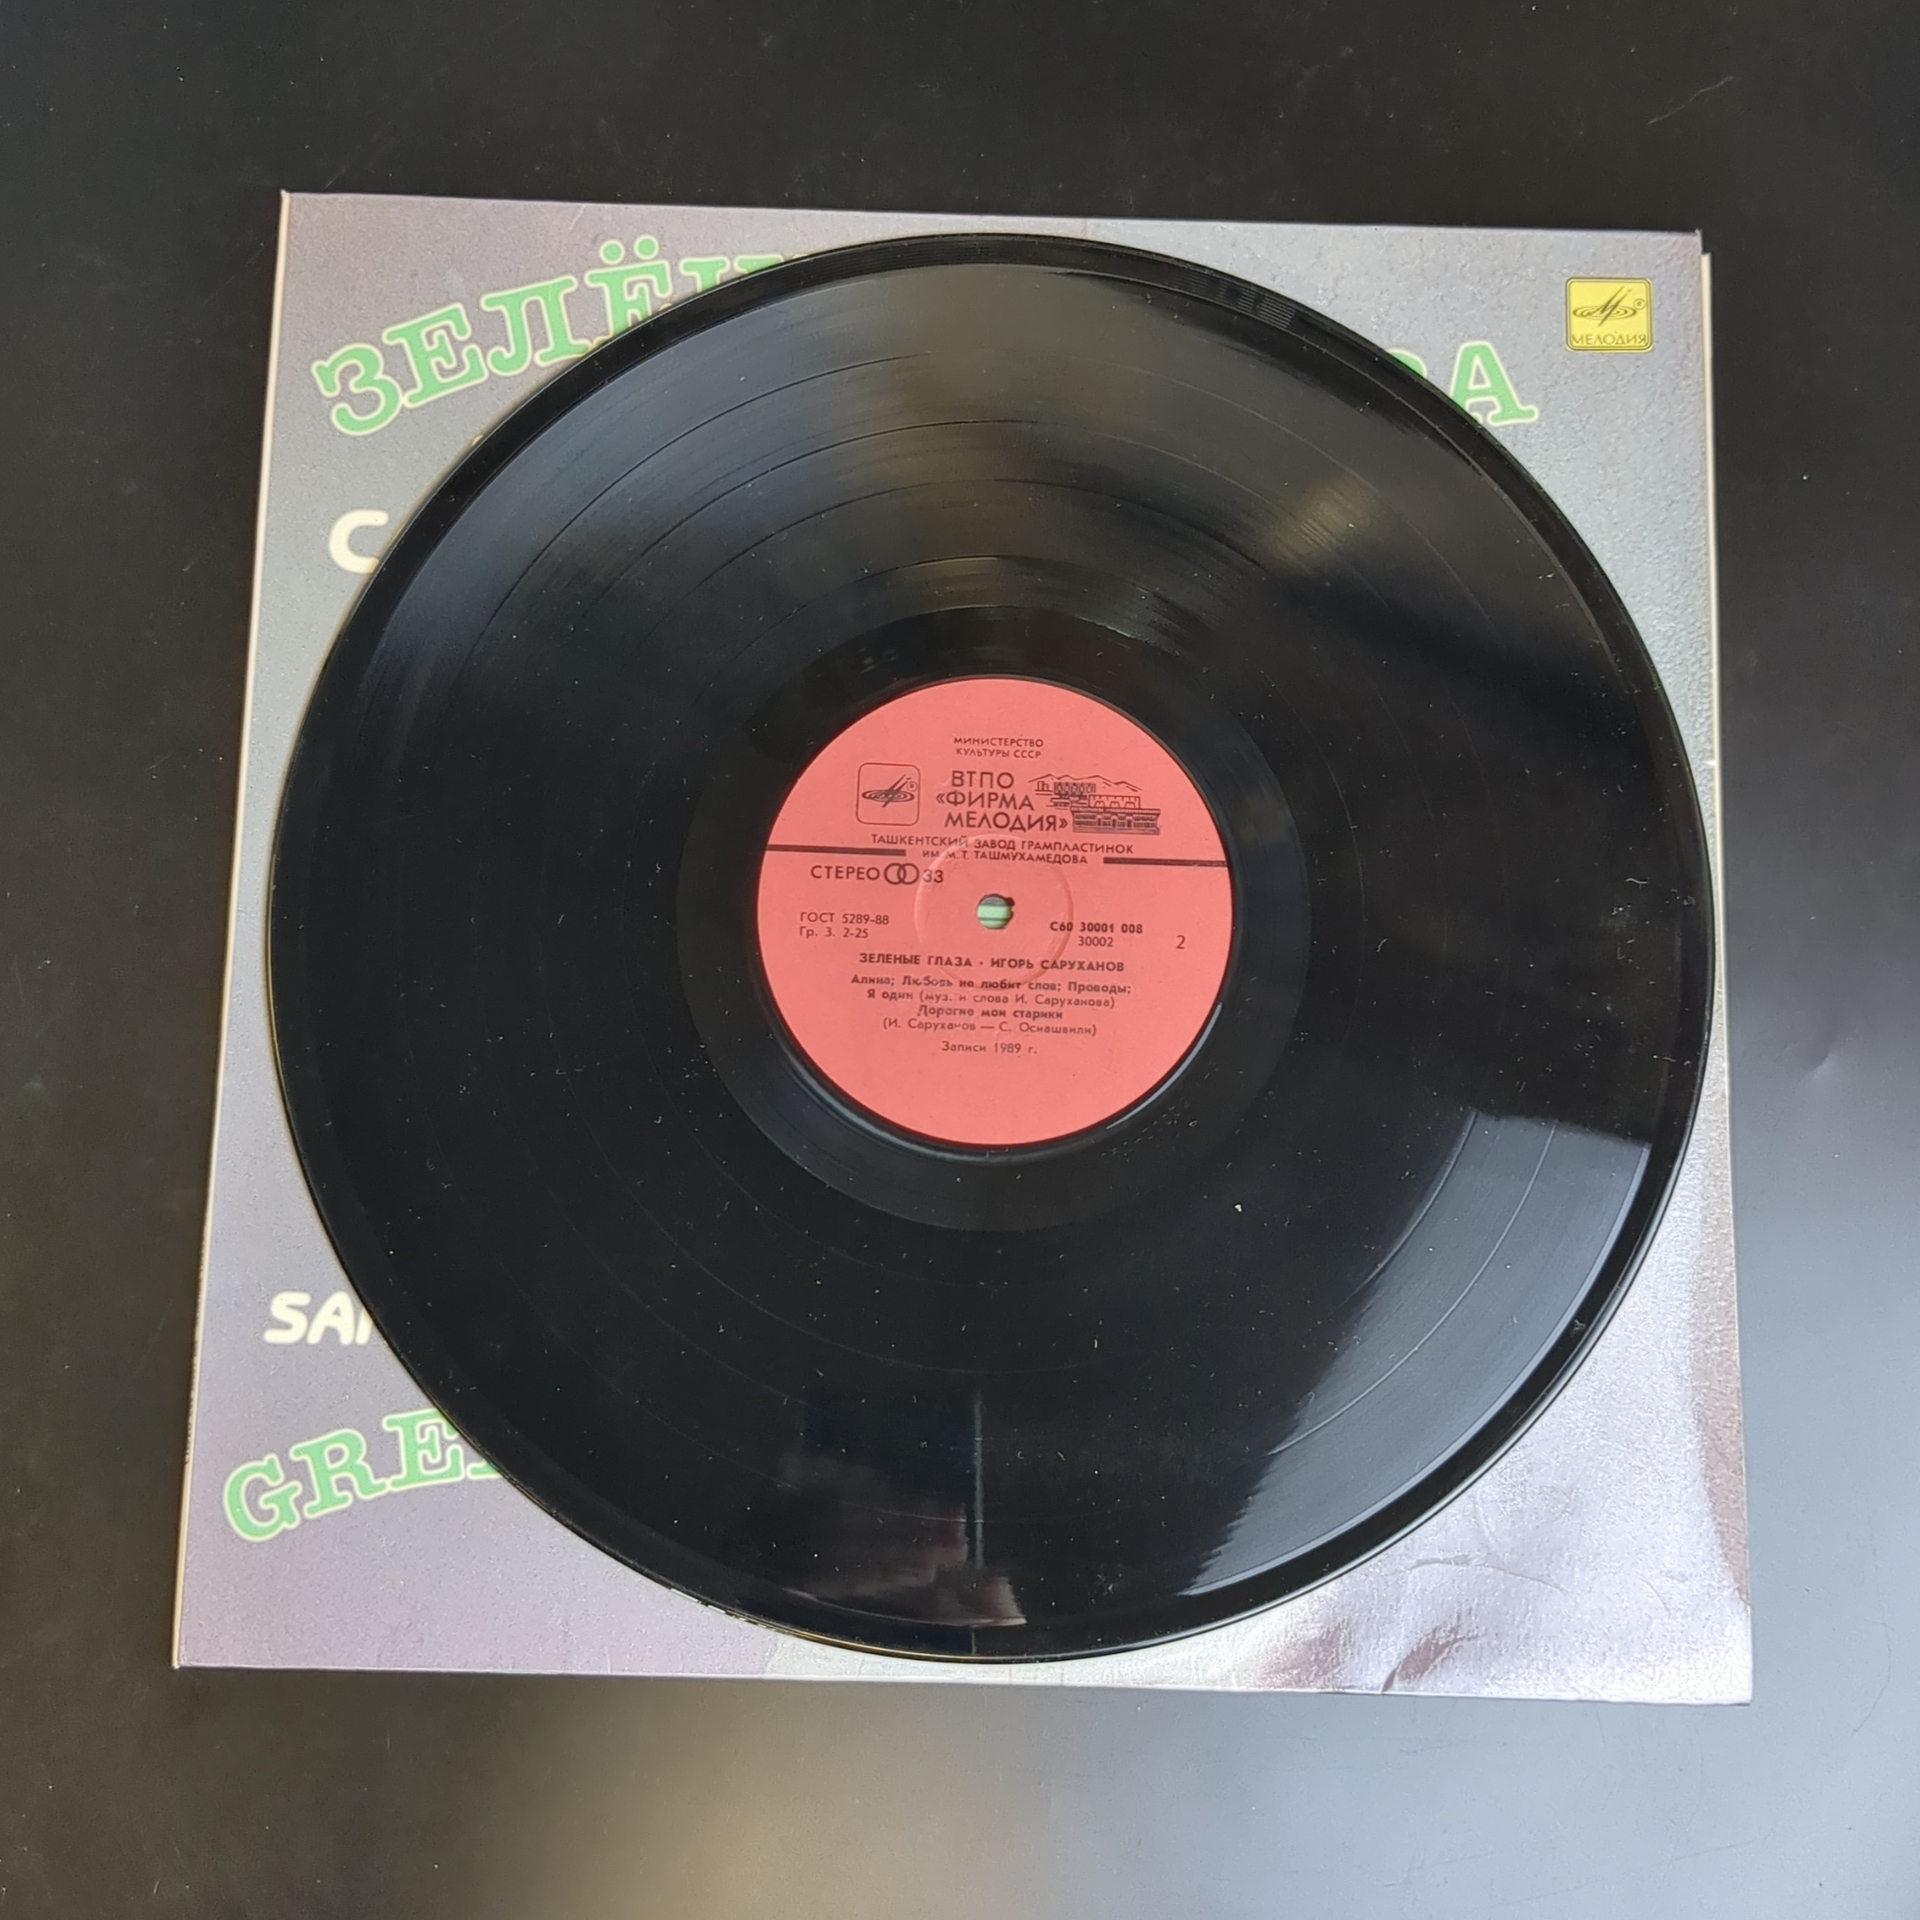 ЗЕЛЁ
А
МЕЛОДИЯ
С
МИНИСТЕРСТВО
КУЛЬТУРЫ СССР
ВТПО
«ФИРМА
МЕЛОДИЯ»
ТАШКЕНТСКИЙ ЗАВОД ГРАМПЛАСТИНОК
им. М. Т. ТАШМУХАМЕДОВА
СТЕРЕО 33
ГОСТ 5289-88
Гр. 3. 2-25
С60 30001 008
30002
2
ЗЕЛЕНЫЕ ГЛАЗА · ИГОРЬ САРУХАНОВ
Алина; Любовь не любит слов; Проводы;
Я один (муз. и слова И. Саруханова)
Дорогие мои старики
(И. Саруханов — С. Осиашвили)
Записи 1989 г.
SA
GRE